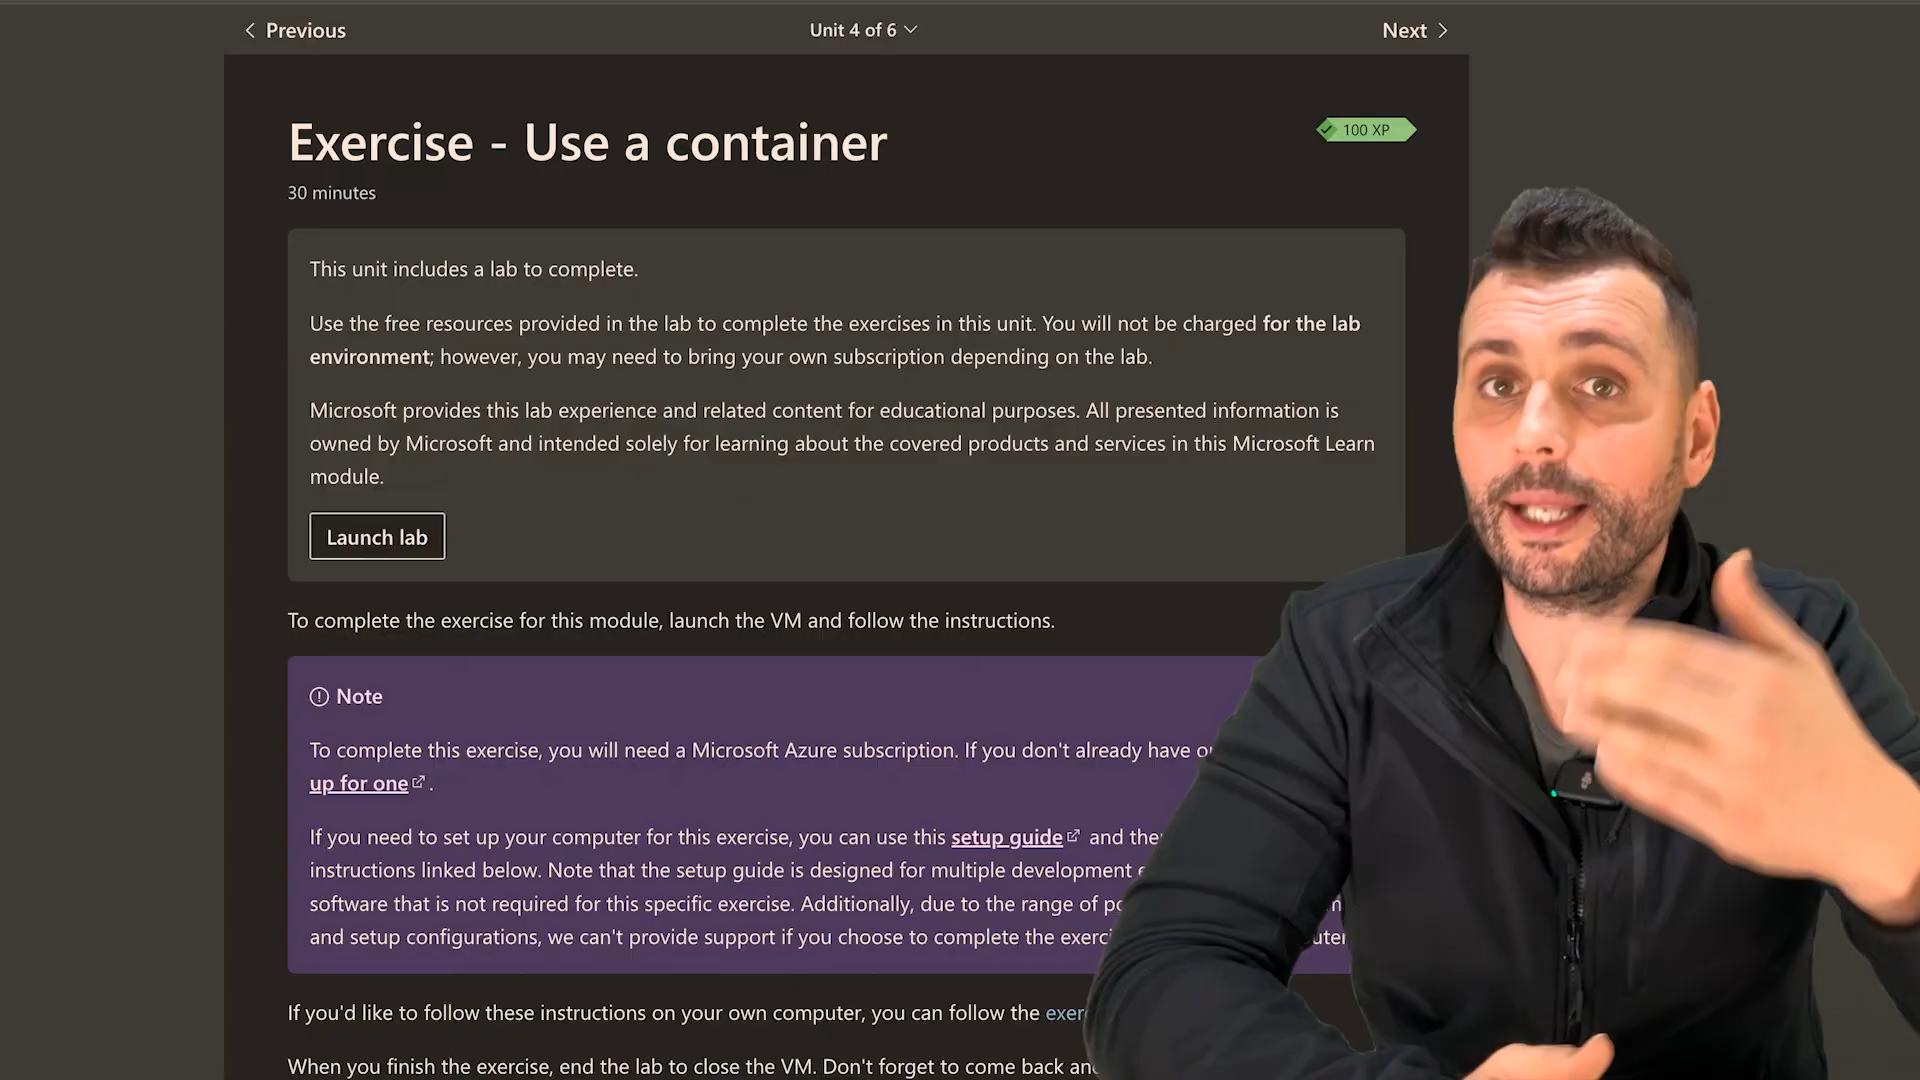 Previous
Unit 4 of 6
Next
Exercise - Use a container
100 XP
30 minutes
This unit includes a lab to complete.
Use the free resources provided in the lab to complete the exercises in this unit. You will not be charged for the lab
environment; however, you may need to bring your own subscription depending on the lab.
Microsoft provides this lab experience and related content for educational purposes. All presented information is
owned by Microsoft and intended solely for learning about the covered products and services in this Microsoft Learn
module.
Launch lab
To complete the exercise for this module, launch the VM and follow the instructions.
Note
To complete this exercise, you will need a Microsoft Azure subscription. If you don't already have
up for one .
If you need to set up your computer for this exercise, you can use this setup guide and
instructions linked below. Note that the setup guide is designed for multiple development
software that is not required for this specific exercise. Additionally, due to the range of
and setup configurations, we can't provide support if you choose to complete the
If you'd like to follow these instructions on your own computer, you can follow the
When you finish the exercise, end the lab to close the VM. Don't forget to come back